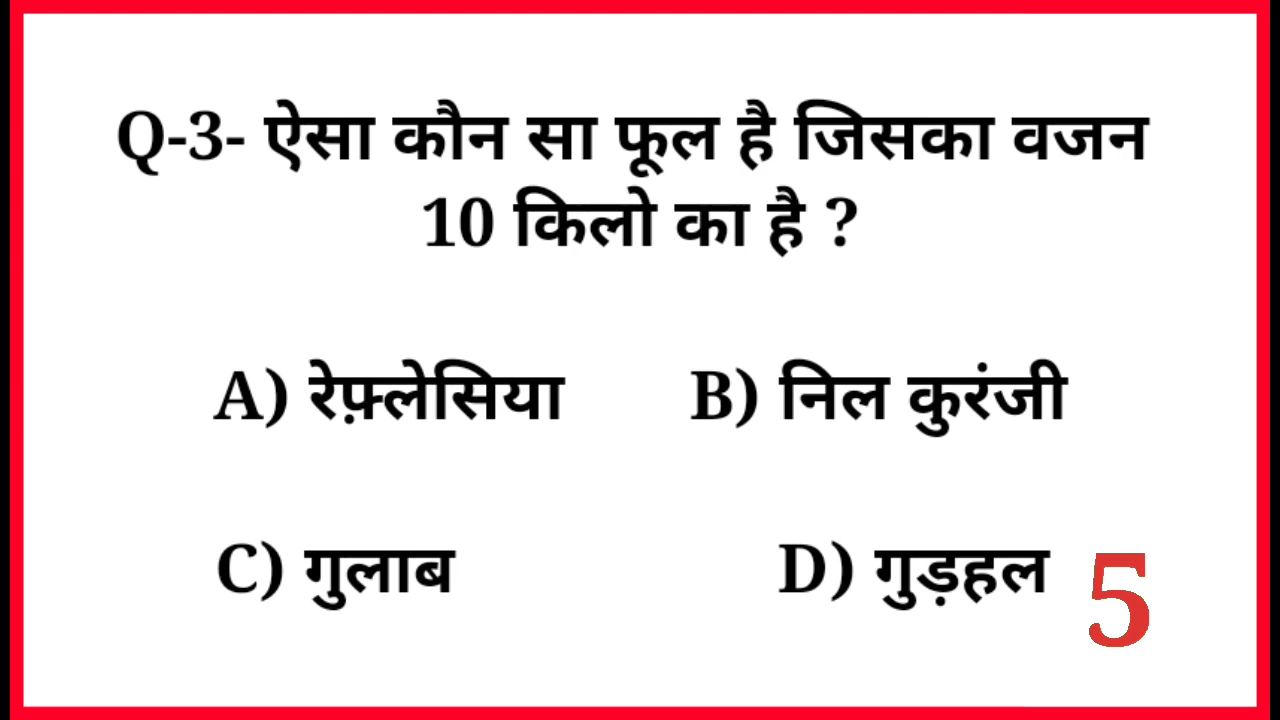 Q-3- ऐसा कौन सा फूल है जिसका वजन
10 किलो का है ?
A) रेफ़्लेसिया B) निल कुरंजी
C) गुलाब D) गुड़हल 5